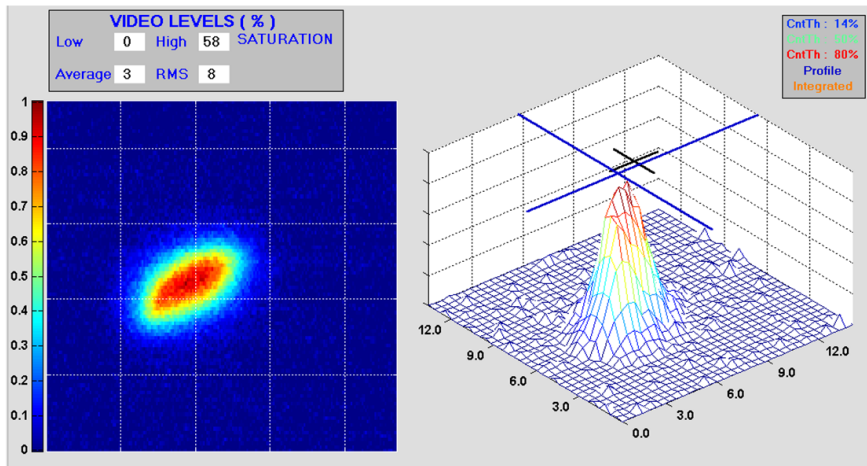 VIDEO LEVELS ( % )
Low 0 High 58 SATURATION
Average 3 RMS 8
CntTh : 14%
CntTh : 50%
CntTh : 80%
Profile
Integrated
1
0.9
0.8
0.7
0.6
0.5
0.4
0.3
0.2
0.1
0
12.0
9.0
6.0
3.0
0.0
3.0
6.0
9.0
12.0